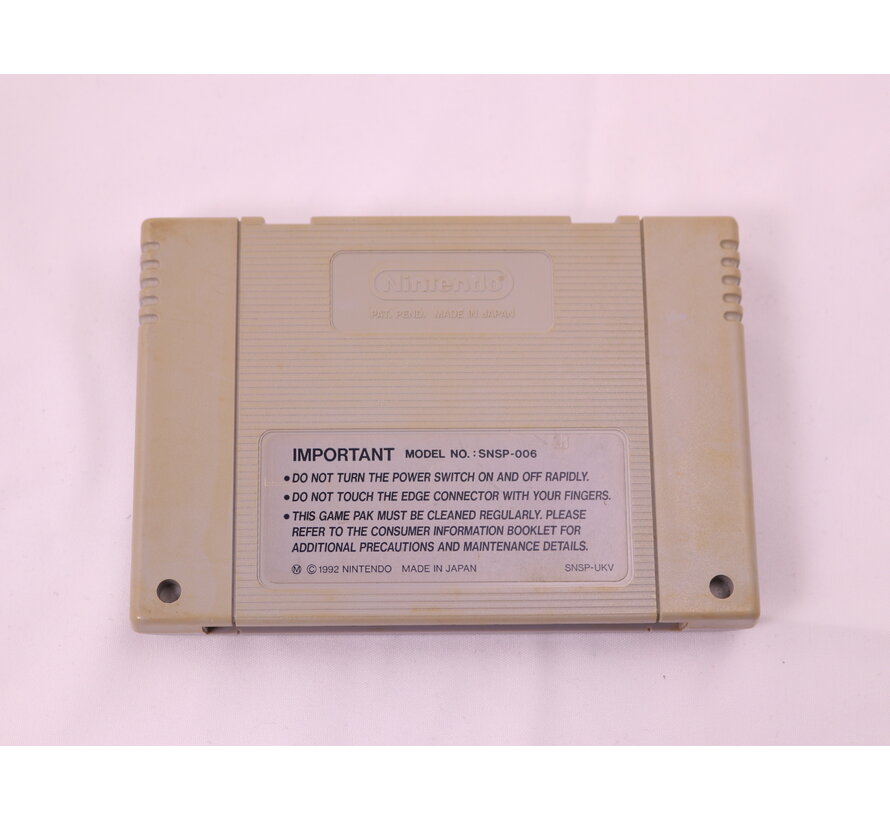 Nintendo®
PAT. PEND. MADE IN JAPAN
IMPORTANT MODEL NO. : SNSP-006
● DO NOT TURN THE POWER SWITCH ON AND OFF RAPIDLY.
● DO NOT TOUCH THE EDGE CONNECTOR WITH YOUR FINGERS.
● THIS GAME PAK MUST BE CLEANED REGULARLY. PLEASE
REFER TO THE CONSUMER INFORMATION BOOKLET FOR
ADDITIONAL PRECAUTIONS AND MAINTENANCE DETAILS.
Ⓜ © 1992 NINTENDO MADE IN JAPAN SNSP-UKV